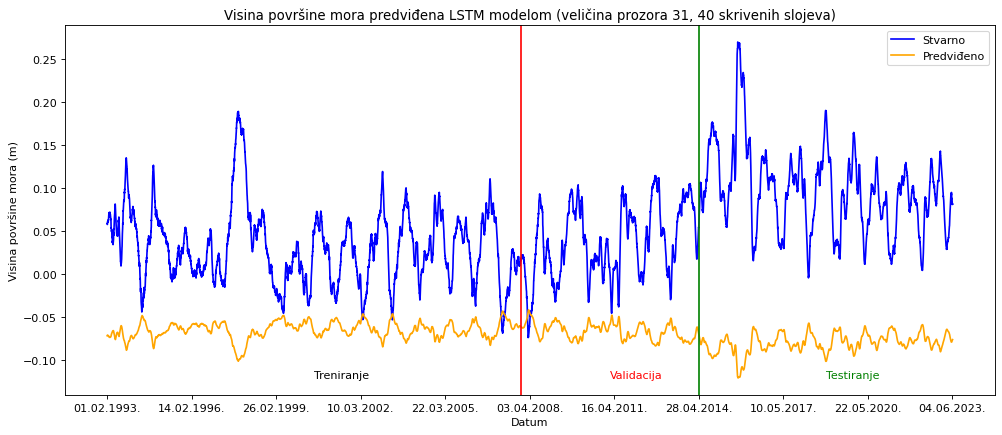 Visina površine mora predviđena LSTM modelom (veličina prozora 31, 40 skrivenih slojeva)
Stvarno
Predviđeno
Visina površine mora (m)
0.25
0.20
0.15
0.10
0.05
0.00
−0.05
−0.10
Treniranje
Validacija
Testiranje
01.02.1993.
14.02.1996.
26.02.1999.
10.03.2002.
22.03.2005.
03.04.2008.
16.04.2011.
28.04.2014.
10.05.2017.
22.05.2020.
04.06.2023.
Datum